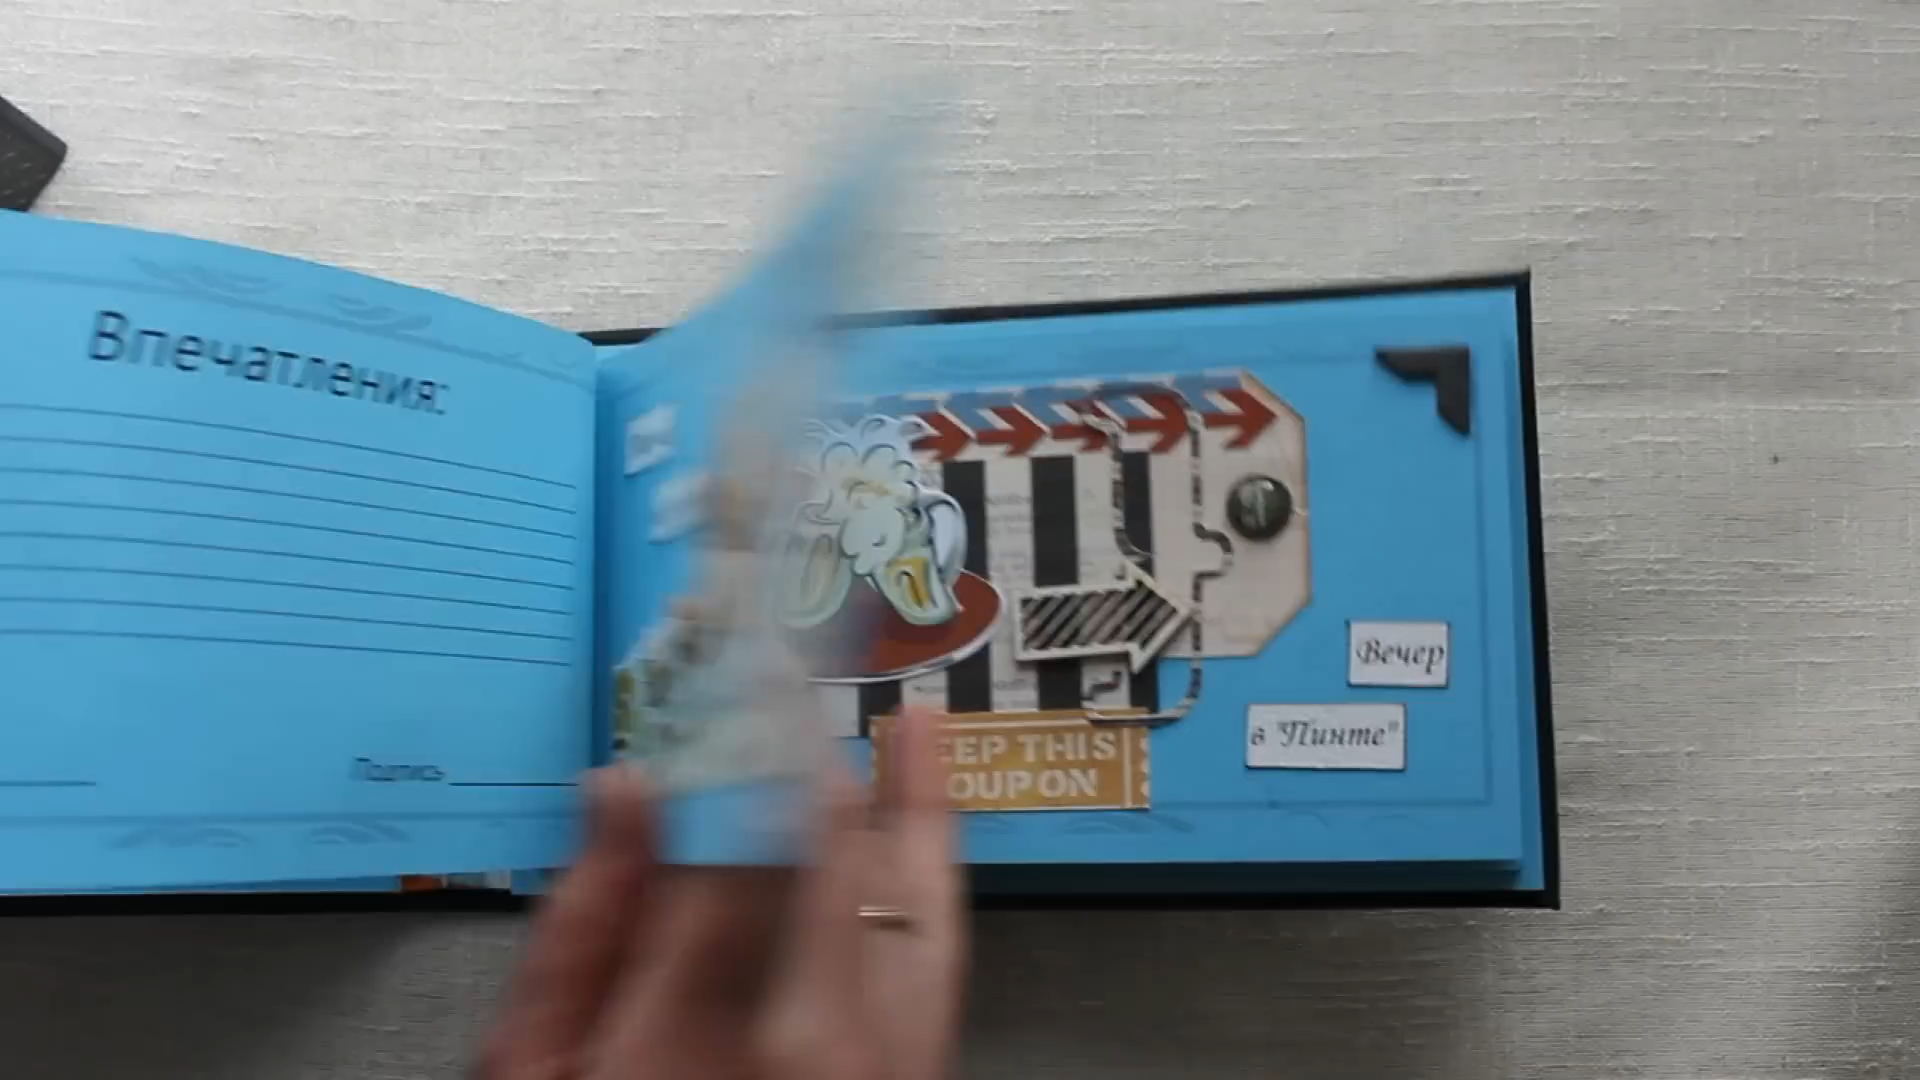 Впечатления:
Подпись
EEP THIS
OUPON
Вечер
в "Пинте"